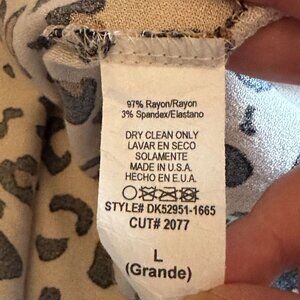 97% Rayon/Rayon
3% Spandex/Elastano
DRY CLEAN ONLY
LAVAR EN SECO
SOLAMENTE
MADE IN U.S.A.
HECHO EN E.U.A.
STYLE# DK52951-1665
CUT# 2077
L
(Grande)